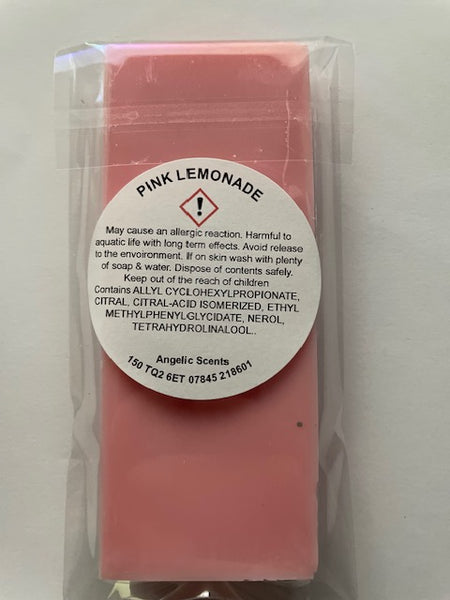 PINK LEMONADE
!
May cause an allergic reaction. Harmful to
aquatic life with long term effects. Avoid release
to the envoironment. If on skin wash with plenty
of soap & water. Dispose of contents safely.
Keep out of the reach of children
Contains ALLYL CYCLOHEXYLPROPIONATE,
CITRAL, CITRAL-ACID ISOMERIZED, ETHYL
METHYLPHENYLGLYCIDATE, NEROL,
TETRAHYDROLINALOOL..
Angelic Scents
150 TQ2 6ET 07845 218601